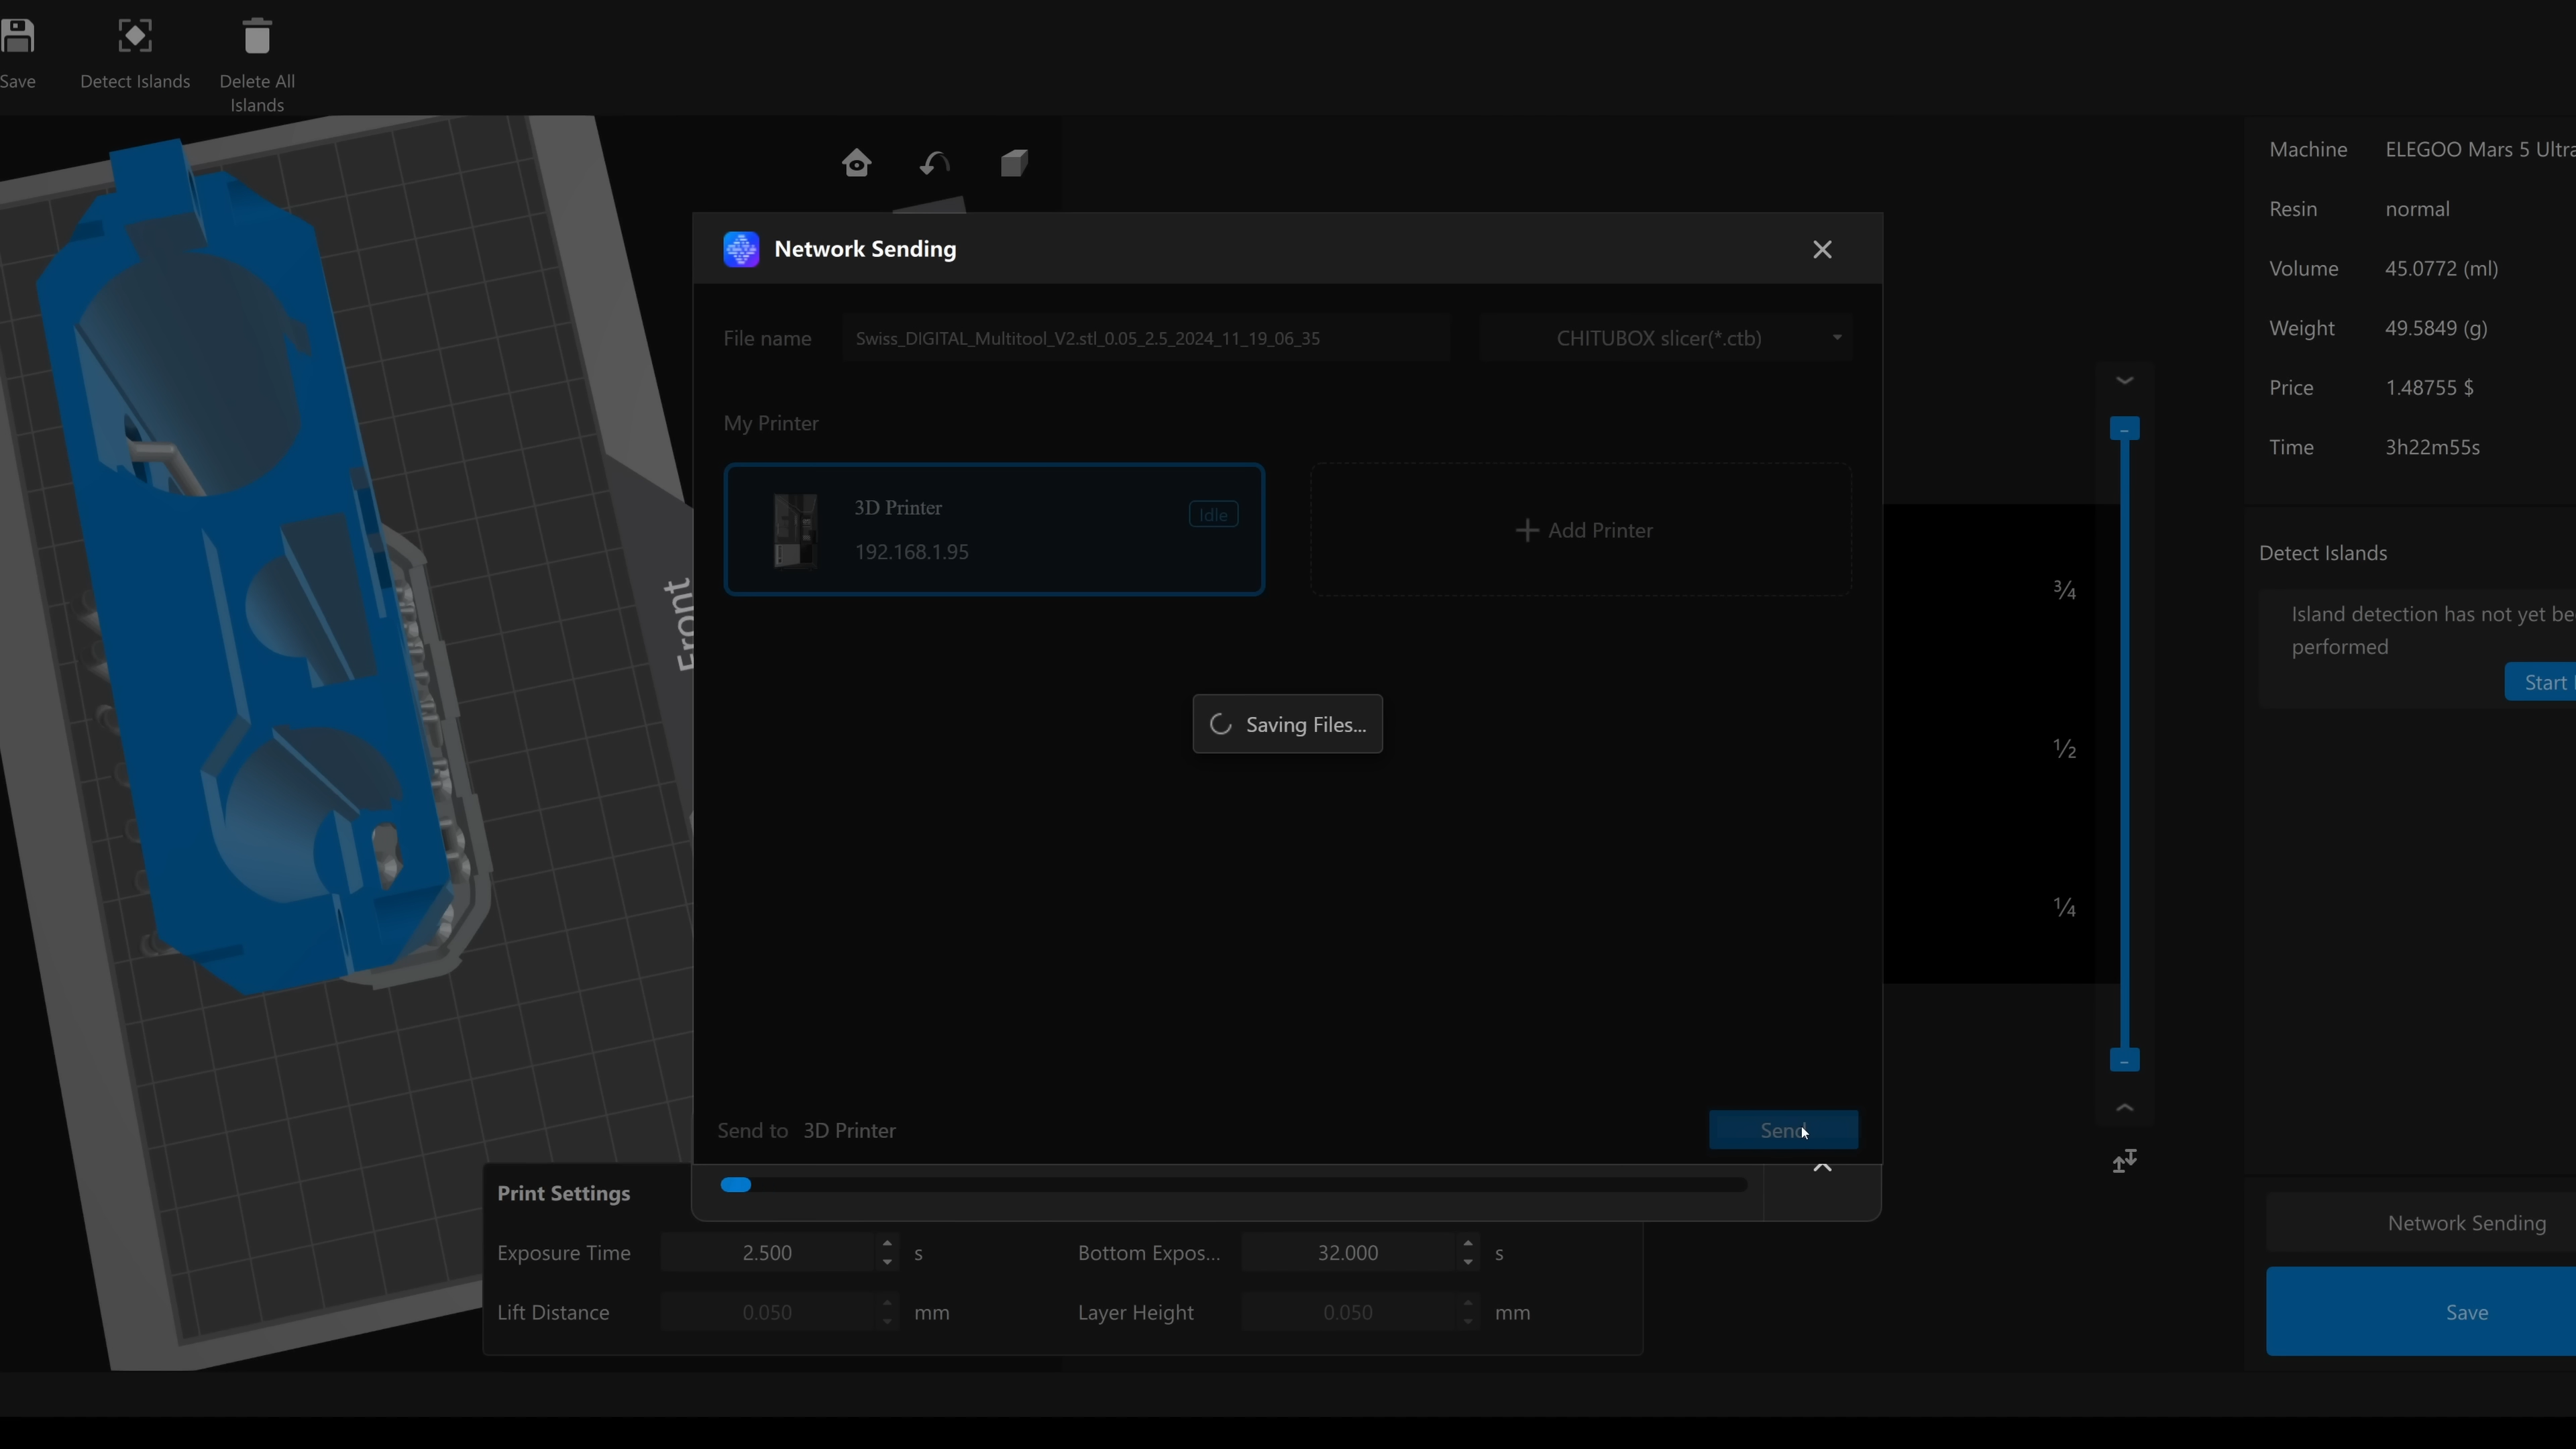 Save
Detect Islands
Delete All
Islands
Machine ELEGOO Mars 5 Ultra
Resin normal
Volume 45.0772 (ml)
Weight 49.5849 (g)
Price 1.48755 $
Time 3h22m55s
Network Sending
File name Swiss_DIGITAL_Multitool_V2.stl_0.05_2.5_2024_11_19_06_35 CHITUBOX slicer(*.ctb)
My Printer
3D Printer Idle
192.168.1.95
+ Add Printer
Front
Saving Files...
¾
½
¼
Detect Islands
Island detection has not yet be
performed
Start
Send to 3D Printer
Send
Print Settings
Exposure Time 2.500 s Bottom Expos... 32.000 s
Lift Distance 0.050 mm Layer Height 0.050 mm
Network Sending
Save